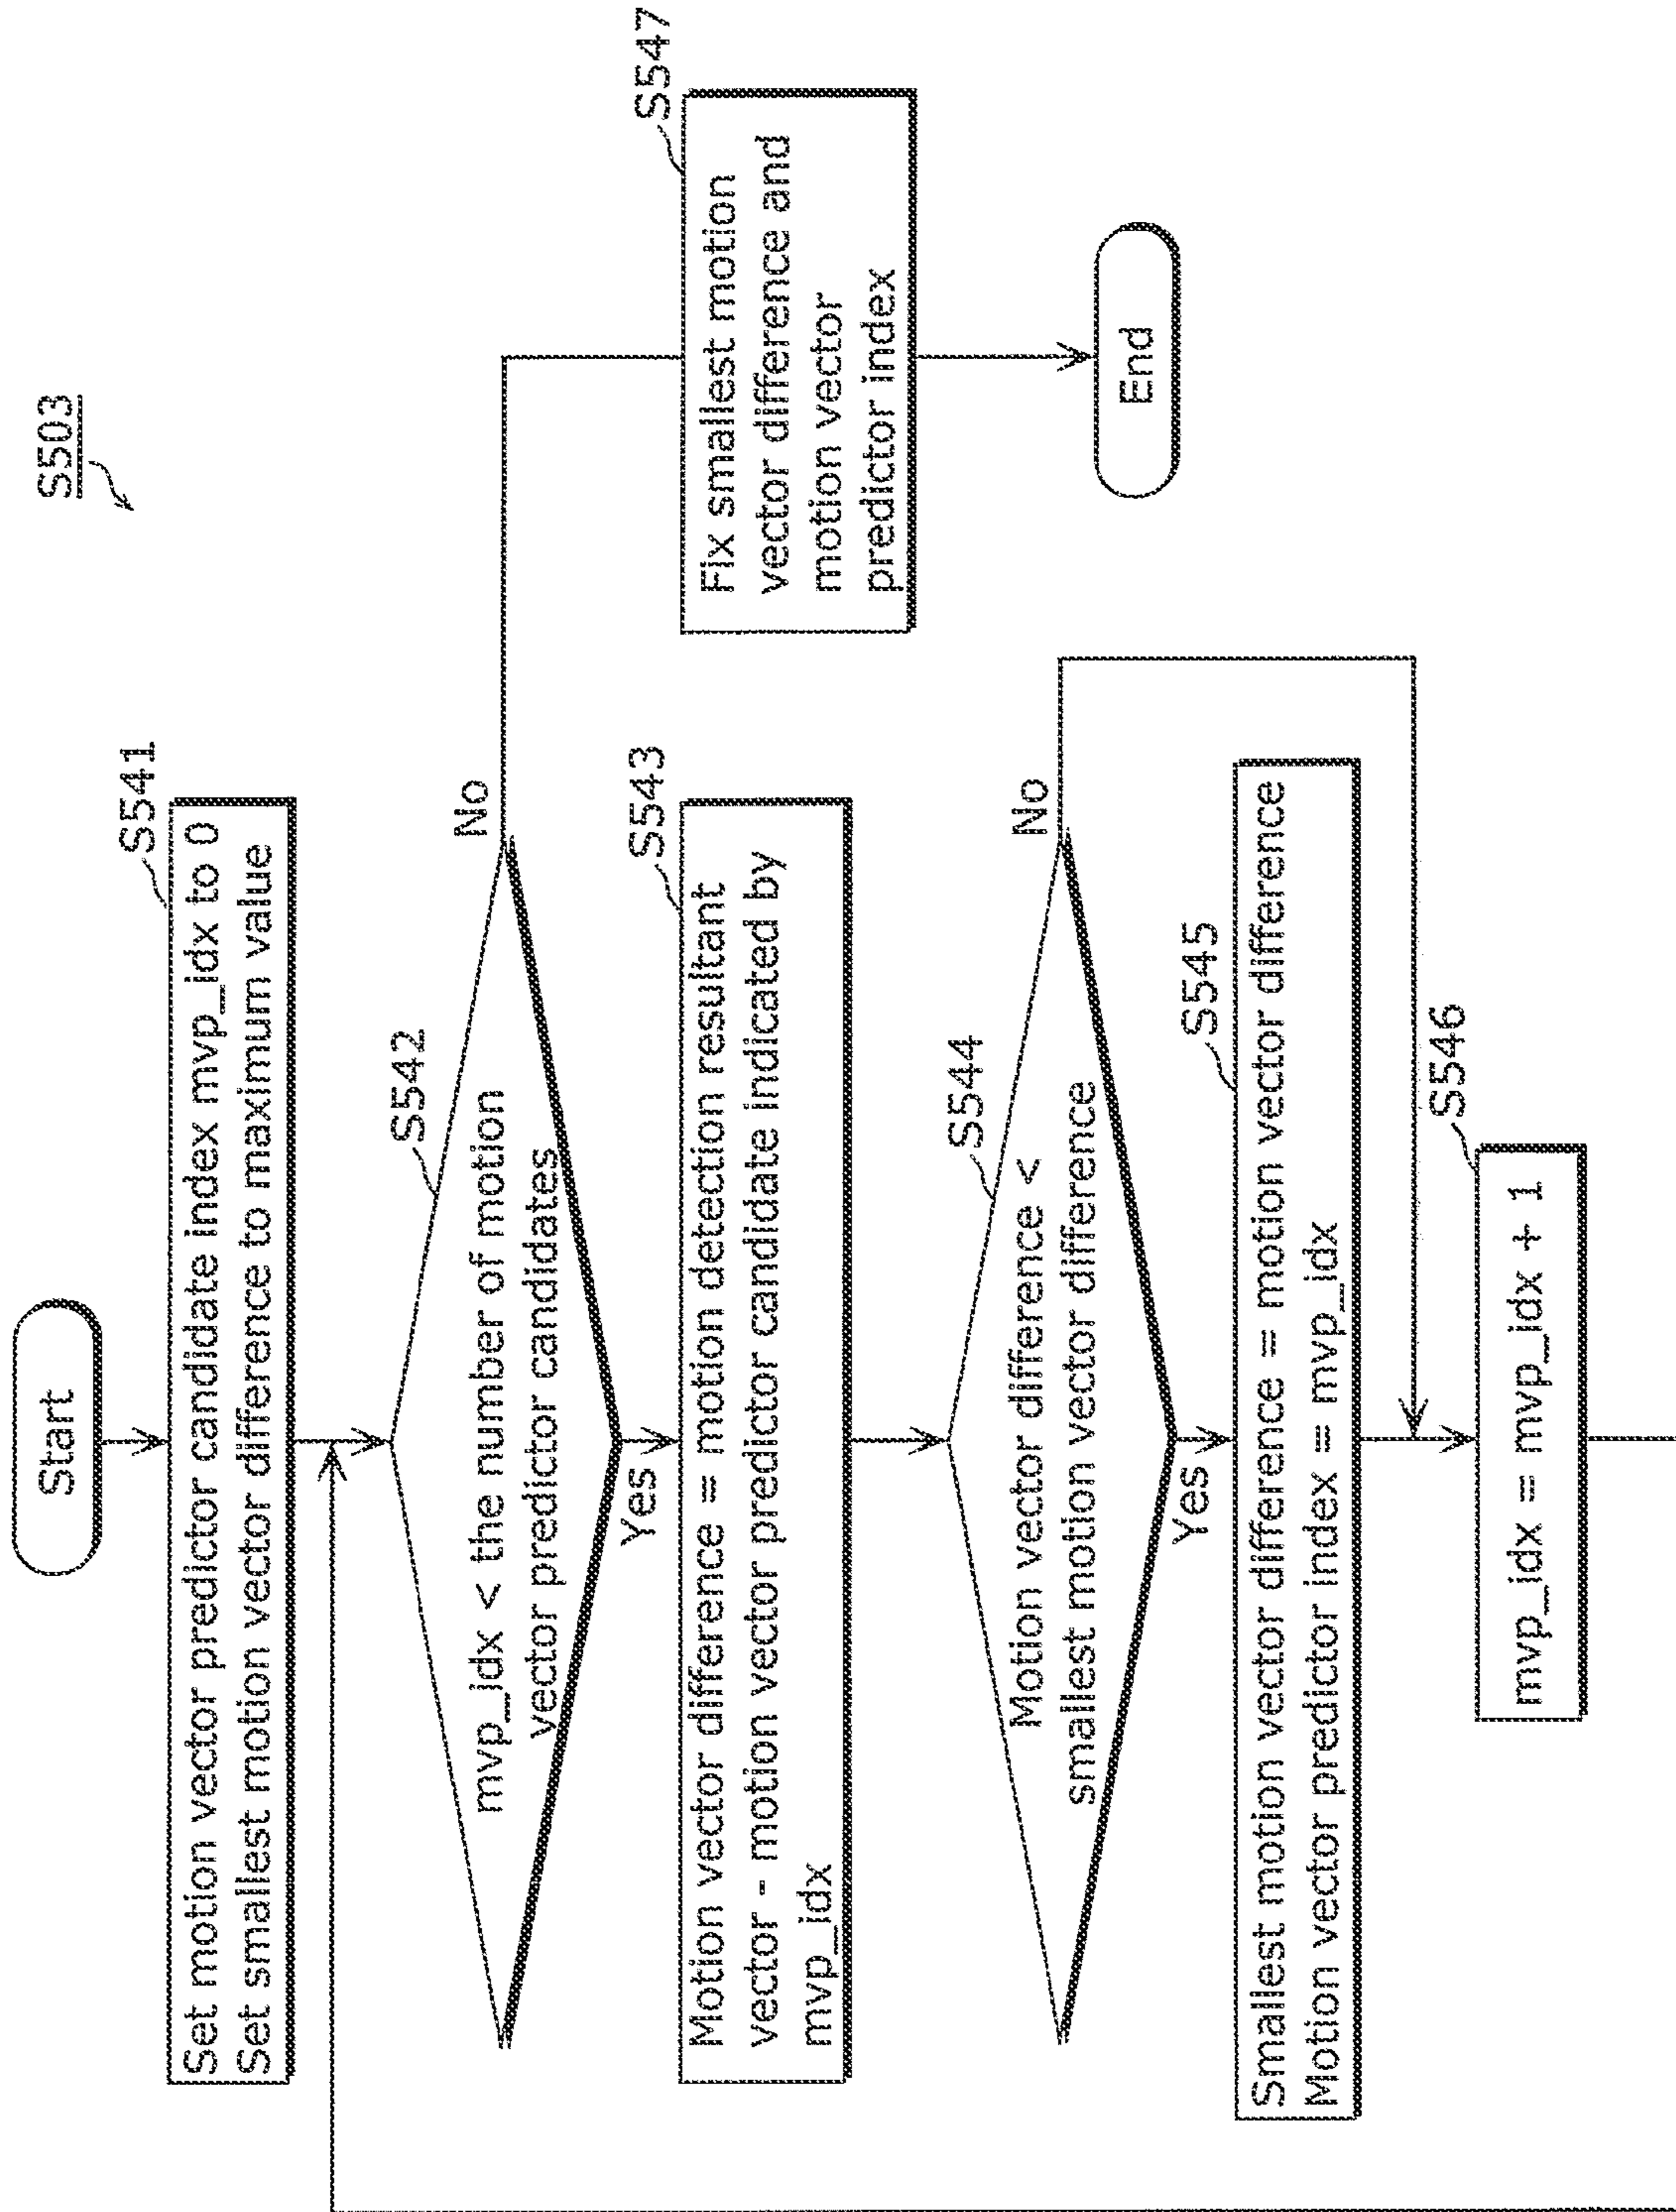 S503
Start
S541
Set motion vector predictor candidate index mvp_idx to 0
Set smallest motion vector difference to maximum value
S542
mvp_idx < the number of motion
vector predictor candidates
No
Yes
S543
Motion vector difference = motion detection resultant
vector - motion vector predictor candidate indicated by
mvp_idx
S544
Motion vector difference <
smallest motion vector difference
No
Yes
S545
Smallest motion vector difference = motion vector difference
Motion vector predictor index = mvp_idx
S546
mvp_idx = mvp_idx + 1
S547
Fix smallest motion
vector difference and
motion vector
predictor index
End